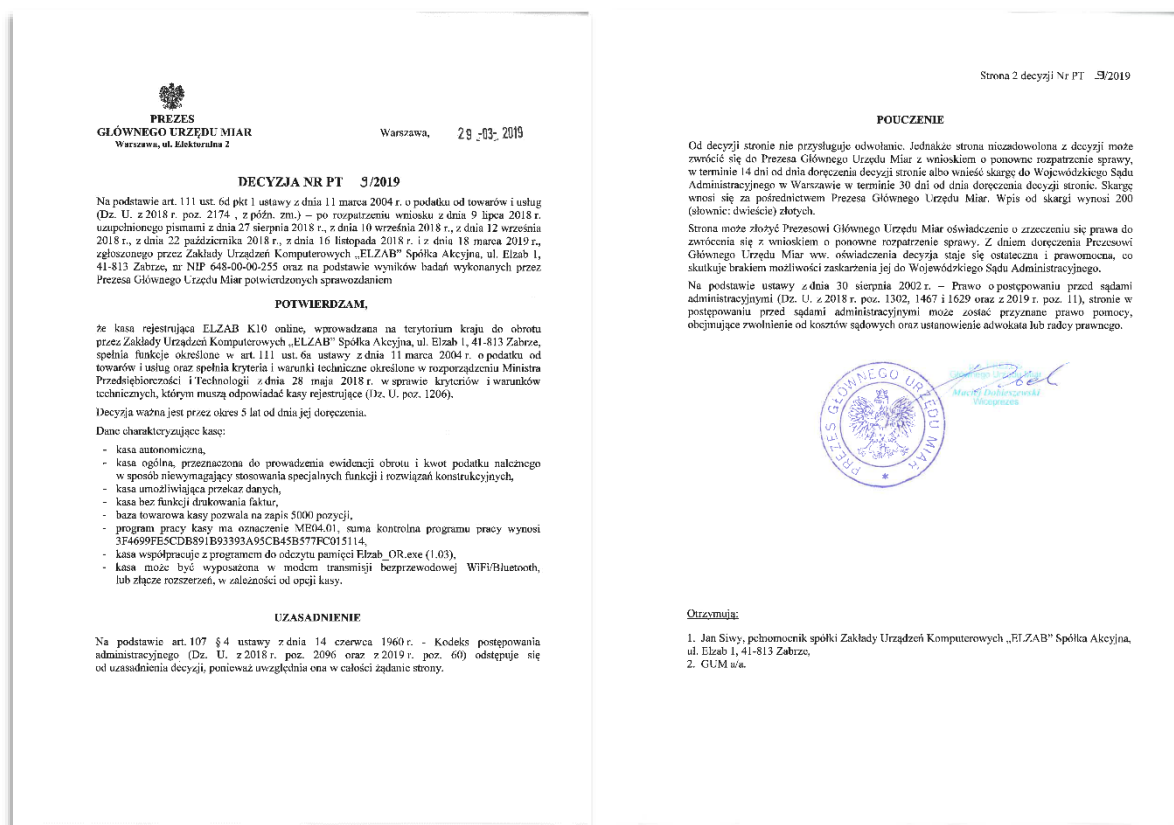 PREZES
GŁÓWNEGO URZĘDU MIAR
Warszawa, ul. Elektoralna 2
Warszawa, 29 -03- 2019
DECYZJA NR PT 9/2019
Na podstawie art. 111 ust. 6d pkt 1 ustawy z dnia 11 marca 2004 r. o podatku od towarów i usług
(Dz. U. z 2018 r. poz. 2174 , z późn. zm.) – po rozpatrzeniu wniosku z dnia 9 lipca 2018 r.
uzupełnionego pismami z dnia 27 sierpnia 2018 r., z dnia 10 września 2018 r., z dnia 12 września
2018 r., z dnia 22 października 2018 r., z dnia 16 listopada 2018 r. i z dnia 18 marca 2019 r.,
zgłoszonego przez Zakłady Urządzeń Komputerowych „ELZAB” Spółka Akcyjna, ul. Elzab 1,
41-813 Zabrze, nr NIP 648-00-00-255 oraz na podstawie wyników badań wykonanych przez
Prezesa Głównego Urzędu Miar potwierdzonych sprawozdaniem
POTWIERDZAM,
że kasa rejestrująca ELZAB K10 online, wprowadzana na terytorium kraju do obrotu
przez Zakłady Urządzeń Komputerowych „ELZAB” Spółka Akcyjna, ul. Elzab 1, 41-813 Zabrze,
spełnia funkcje określone w art. 111 ust. 6a ustawy z dnia 11 marca 2004 r. o podatku od
towarów i usług oraz spełnia kryteria i warunki techniczne określone w rozporządzeniu Ministra
Przedsiębiorczości i Technologii z dnia 28 maja 2018 r. w sprawie kryteriów i warunków
technicznych, którym muszą odpowiadać kasy rejestrujące (Dz. U. poz. 1206).
Decyzja ważna jest przez okres 5 lat od dnia jej doręczenia.
Dane charakteryzujące kasę:
- kasa autonomiczna,
- kasa ogólna, przeznaczona do prowadzenia ewidencji obrotu i kwot podatku należnego
w sposób niewymagający stosowania specjalnych funkcji i rozwiązań konstrukcyjnych,
- kasa umożliwiająca przekaz danych,
- kasa bez funkcji drukowania faktur,
- baza towarowa kasy pozwala na zapis 5000 pozycji,
- program pracy kasy ma oznaczenie ME04.01, suma kontrolna programu pracy wynosi
3F4699FE5CDB891B93393A95CB45B577FC015114,
- kasa współpracuje z programem do odczytu pamięci Elzab_OR.exe (1.03),
- kasa może być wyposażona w modem transmisji bezprzewodowej WiFi/Bluetooth,
lub złącze rozszerzeń, w zależności od opcji kasy.
UZASADNIENIE
Na podstawie art. 107 § 4 ustawy z dnia 14 czerwca 1960 r. - Kodeks postępowania
administracyjnego (Dz. U. z 2018 r. poz. 2096 oraz z 2019 r. poz. 60) odstępuje się
od uzasadnienia decyzji, ponieważ uwzględnia ona w całości żądanie strony.
Strona 2 decyzji Nr PT 9/2019
POUCZENIE
Od decyzji stronie nie przysługuje odwołanie. Jednakże strona niezadowolona z decyzji może
zwrócić się do Prezesa Głównego Urzędu Miar z wnioskiem o ponowne rozpatrzenie sprawy,
w terminie 14 dni od dnia doręczenia decyzji stronie albo wnieść skargę do Wojewódzkiego Sądu
Administracyjnego w Warszawie w terminie 30 dni od dnia doręczenia decyzji stronie. Skargę
wnosi się za pośrednictwem Prezesa Głównego Urzędu Miar. Wpis od skargi wynosi 200
(słownie: dwieście) złotych.
Strona może złożyć Prezesowi Głównego Urzędu Miar oświadczenie o zrzeczeniu się prawa do
zwrócenia się z wnioskiem o ponowne rozpatrzenie sprawy. Z dniem doręczenia Prezesowi
Głównego Urzędu Miar ww. oświadczenia decyzja staje się ostateczna i prawomocna, co
skutkuje brakiem możliwości zaskarżenia jej do Wojewódzkiego Sądu Administracyjnego.
Na podstawie ustawy z dnia 30 sierpnia 2002 r. – Prawo o postępowaniu przed sądami
administracyjnymi (Dz. U. z 2018 r. poz. 1302, 1467 i 1629 oraz z 2019 r. poz. 11), stronie w
postępowaniu przed sądami administracyjnymi może zostać przyznane prawo pomocy,
obejmujące zwolnienie od kosztów sądowych oraz ustanowienie adwokata lub radcy prawnego.
PREZES GŁÓWNEGO URZĘDU MIAR
Głównego Urzędu Miar
Maciej Dobieszewski
Wiceprezes
Otrzymują:
1. Jan Siwy, pełnomocnik spółki Zakłady Urządzeń Komputerowych „ELZAB” Spółka Akcyjna,
ul. Elzab 1, 41-813 Zabrze,
2. GUM a/a.